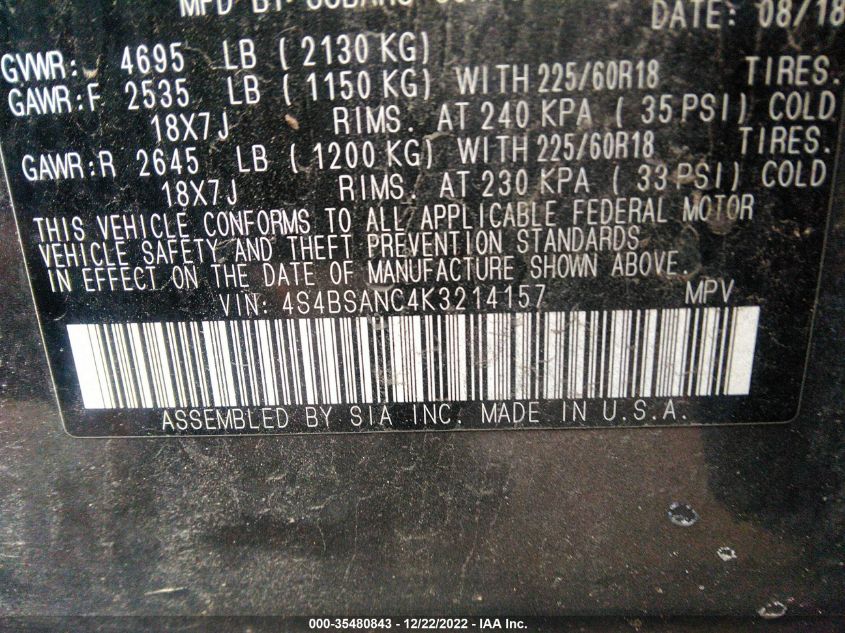 MFD BY SUBARU
DATE: 08/18
GVWR: 4695 LB ( 2130 KG)
GAWR:F 2535 LB ( 1150 KG) WITH 225/60R18 TIRES.
18X7J RIMS. AT 240 KPA ( 35 PSI) COLD
GAWR:R 2645 LB ( 1200 KG) WITH 225/60R18 TIRES.
18X7J RIMS. AT 230 KPA ( 33 PSI) COLD
THIS VEHICLE CONFORMS TO ALL APPLICABLE FEDERAL MOTOR
VEHICLE SAFETY AND THEFT PREVENTION STANDARDS
IN EFFECT ON THE DATE OF MANUFACTURE SHOWN ABOVE.
VIN: 4S4BSANC4K3214157 MPV
ASSEMBLED BY SIA INC. MADE IN U.S.A.
000-35480843 - 12/22/2022 - IAA Inc.